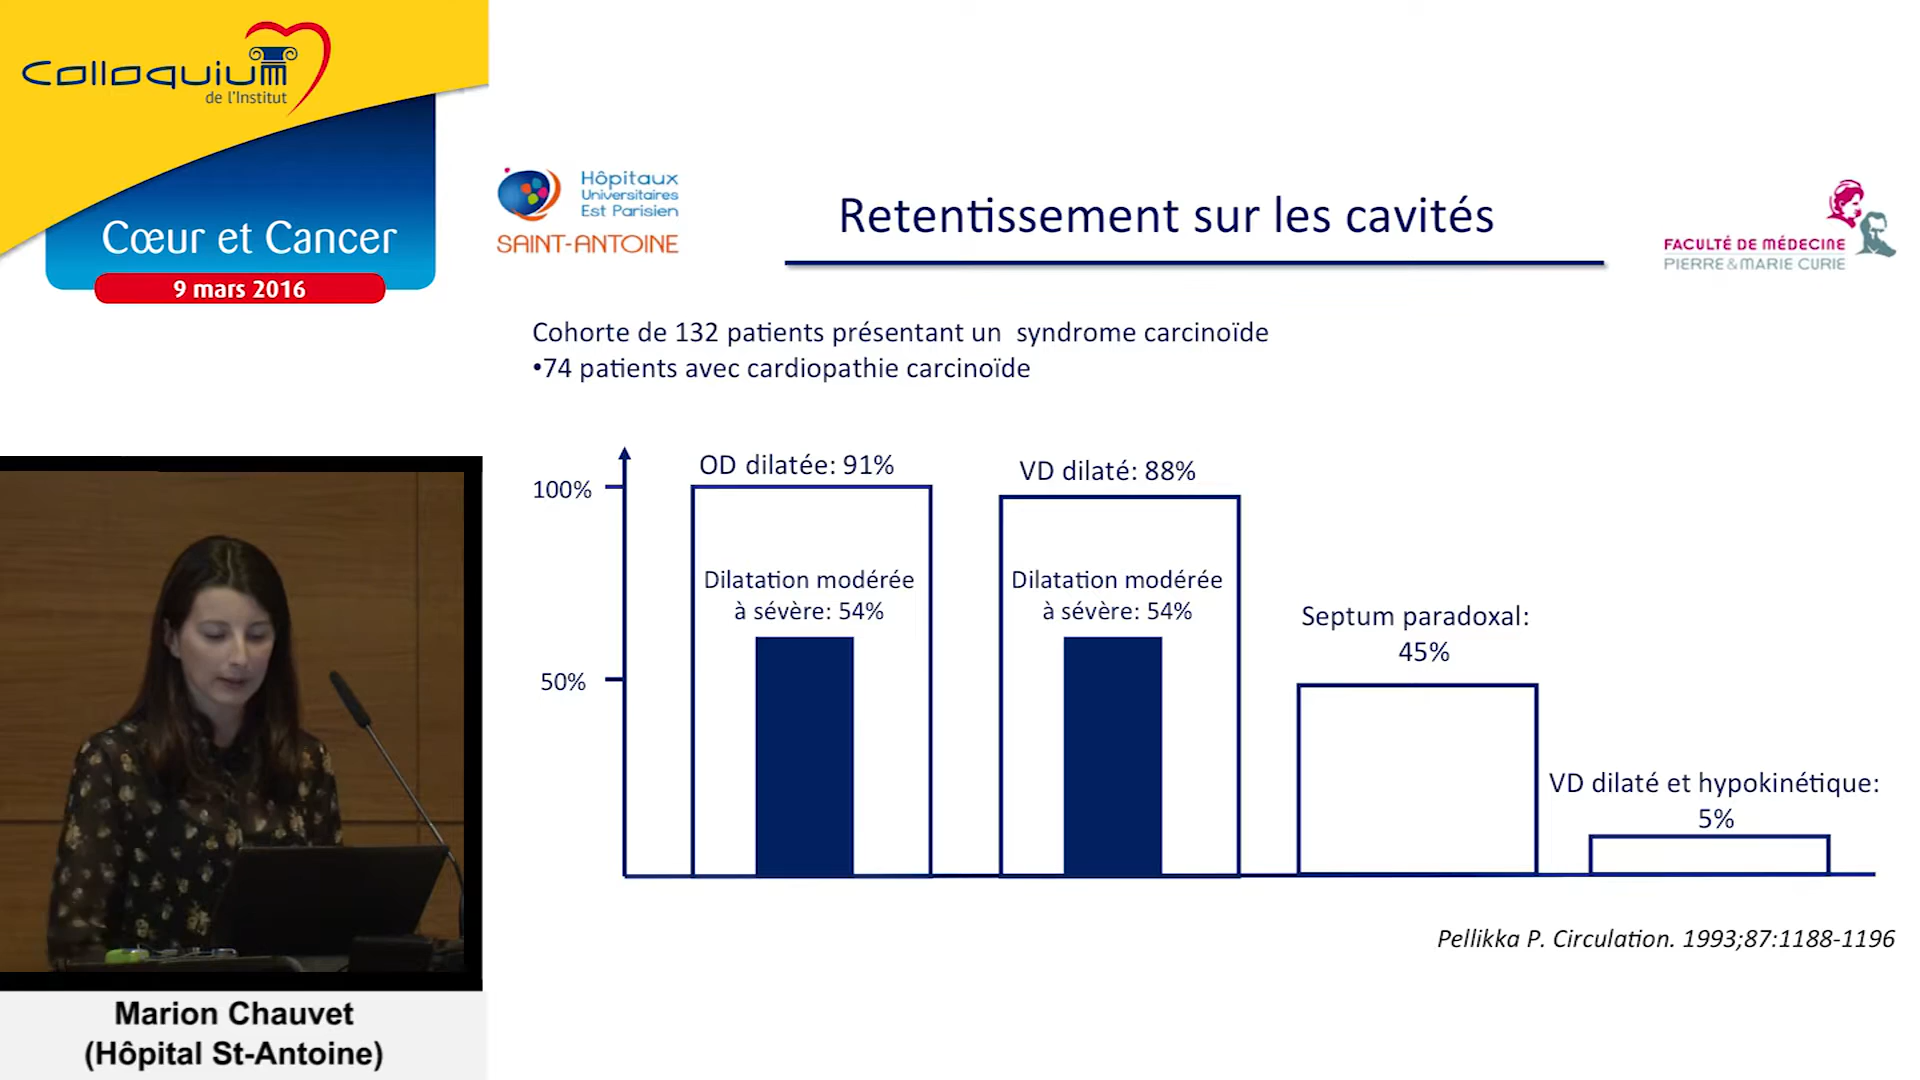 Colloquium
de l'Institut
Cœur et Cancer
9 mars 2016
Hôpitaux
Universitaires
Est Parisien
SAINT-ANTOINE
Retentissement sur les cavités
FACULTÉ DE MÉDECINE
PIERRE & MARIE CURIE
Cohorte de 132 patients présentant un syndrome carcinoïde
•74 patients avec cardiopathie carcinoïde
100%
50%
OD dilatée: 91%
Dilatation modérée
à sévère: 54%
VD dilaté: 88%
Dilatation modérée
à sévère: 54%
Septum paradoxal:
45%
VD dilaté et hypokinétique:
5%
Pellikka P. Circulation. 1993;87:1188-1196
Marion Chauvet
(Hôpital St-Antoine)